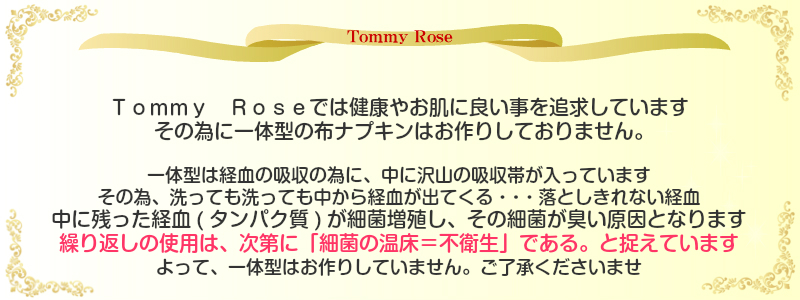 Tommy Rose
Ｔｏｍｍｙ　Ｒｏｓｅでは健康やお肌に良い事を追求しています
その為に一体型の布ナプキンはお作りしておりません。
一体型は経血の吸収の為に、中に沢山の吸収帯が入っています
その為、洗っても洗っても中から経血が出てくる・・・落としきれない経血
中に残った経血(タンパク質)が細菌増殖し、その細菌が臭い原因となります
繰り返しの使用は、次第に「細菌の温床＝不衛生」である。と捉えています
よって、一体型はお作りしていません。ご了承くださいませ